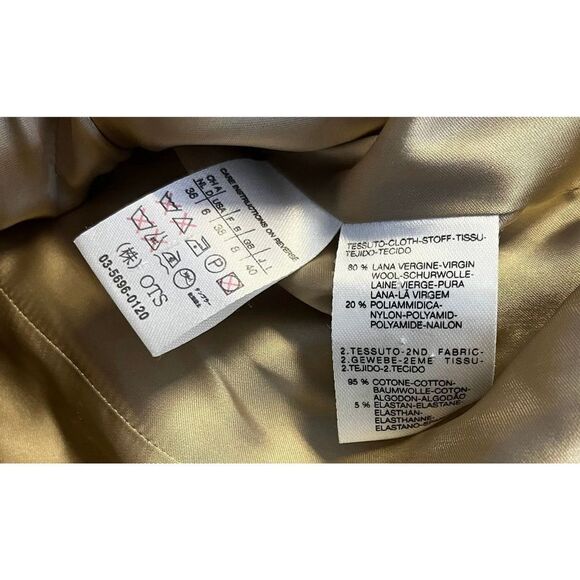 CARE INSTRUCTIONS ON REVERSE
CH A
NL D USA F B GB
36 6 38 8 40
(株) OTS
03-5696-0120
TESSUTO-CLOTH-STOFF-TISSU-
TEJIDO-TECIDO
80 % LANA VERGINE-VIRGIN
WOOL-SCHURWOLLE-
LAINE VIERGE-PURA
LANA-LÃ VIRGEM
20 % POLIAMMIDICA-
NYLON-POLYAMID-
POLYAMIDE-NAILON
2.TESSUTO-2ND FABRIC-
2.GEWEBE-2EME TISSU-
2.TEJIDO-2.TECIDO
95 % COTONE-COTTON-
BAUMWOLLE-COTON-
ALGODON-ALGODÃO
5 % ELASTAN-ELASTANE-
ELASTHAN-
ELASTHANNE-